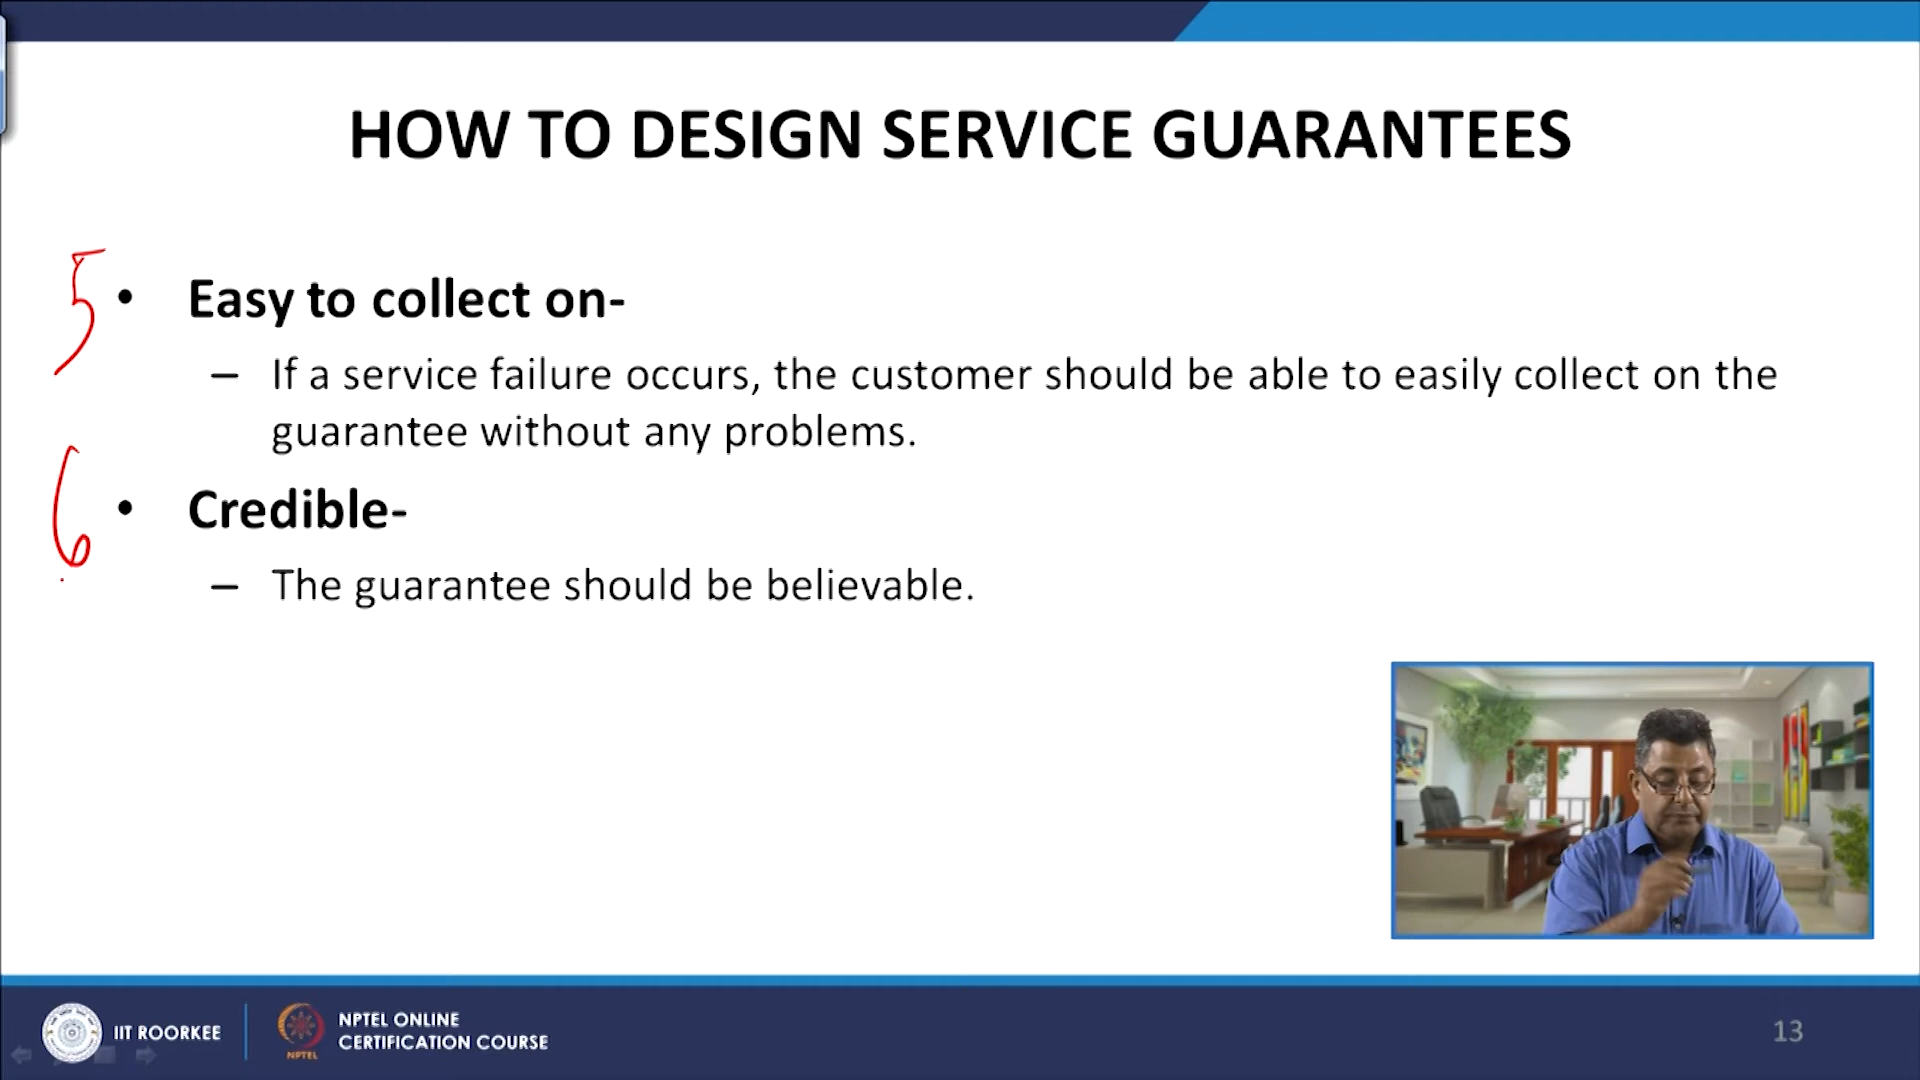 HOW TO DESIGN SERVICE GUARANTEES
5 • Easy to collect on-
– If a service failure occurs, the customer should be able to easily collect on the
guarantee without any problems.
6 • Credible-
– The guarantee should be believable.
IIT ROORKEE
NPTEL
NPTEL ONLINE
CERTIFICATION COURSE
13